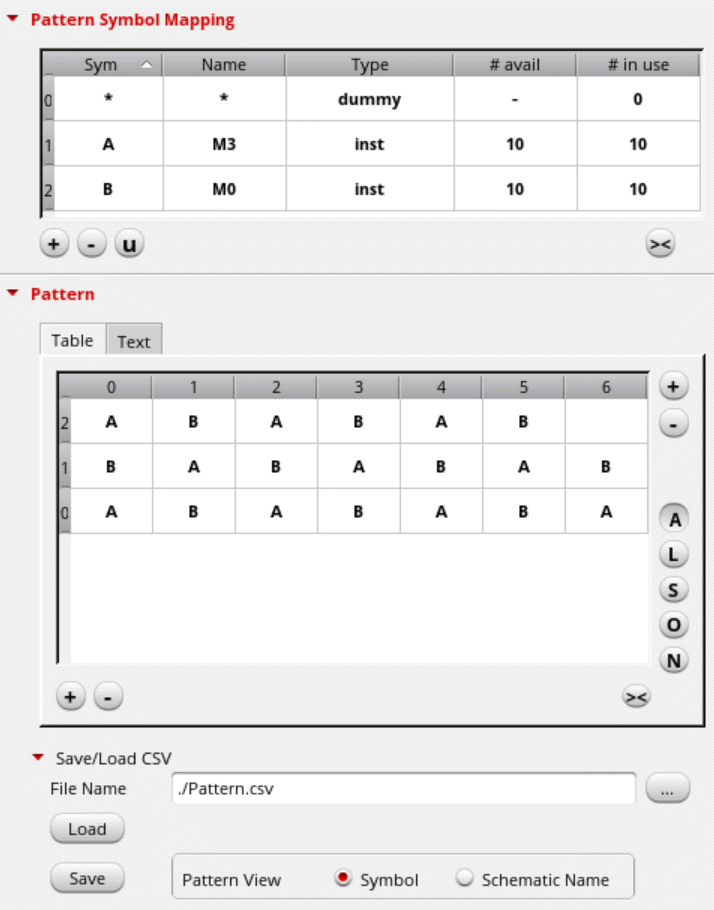 Pattern Symbol Mapping
Sym Name Type # avail # in use
0 * * dummy - 0
1 A M3 inst 10 10
2 B M0 inst 10 10
+ - u ><
Pattern
Table Text
0 1 2 3 4 5 6 +
2 A B A B A B -
1 B A B A B A B
0 A B A B A B A A
L
S
O
N
+ - ><
Save/Load CSV
File Name ./Pattern.csv ...
Load
Save Pattern View Symbol Schematic Name